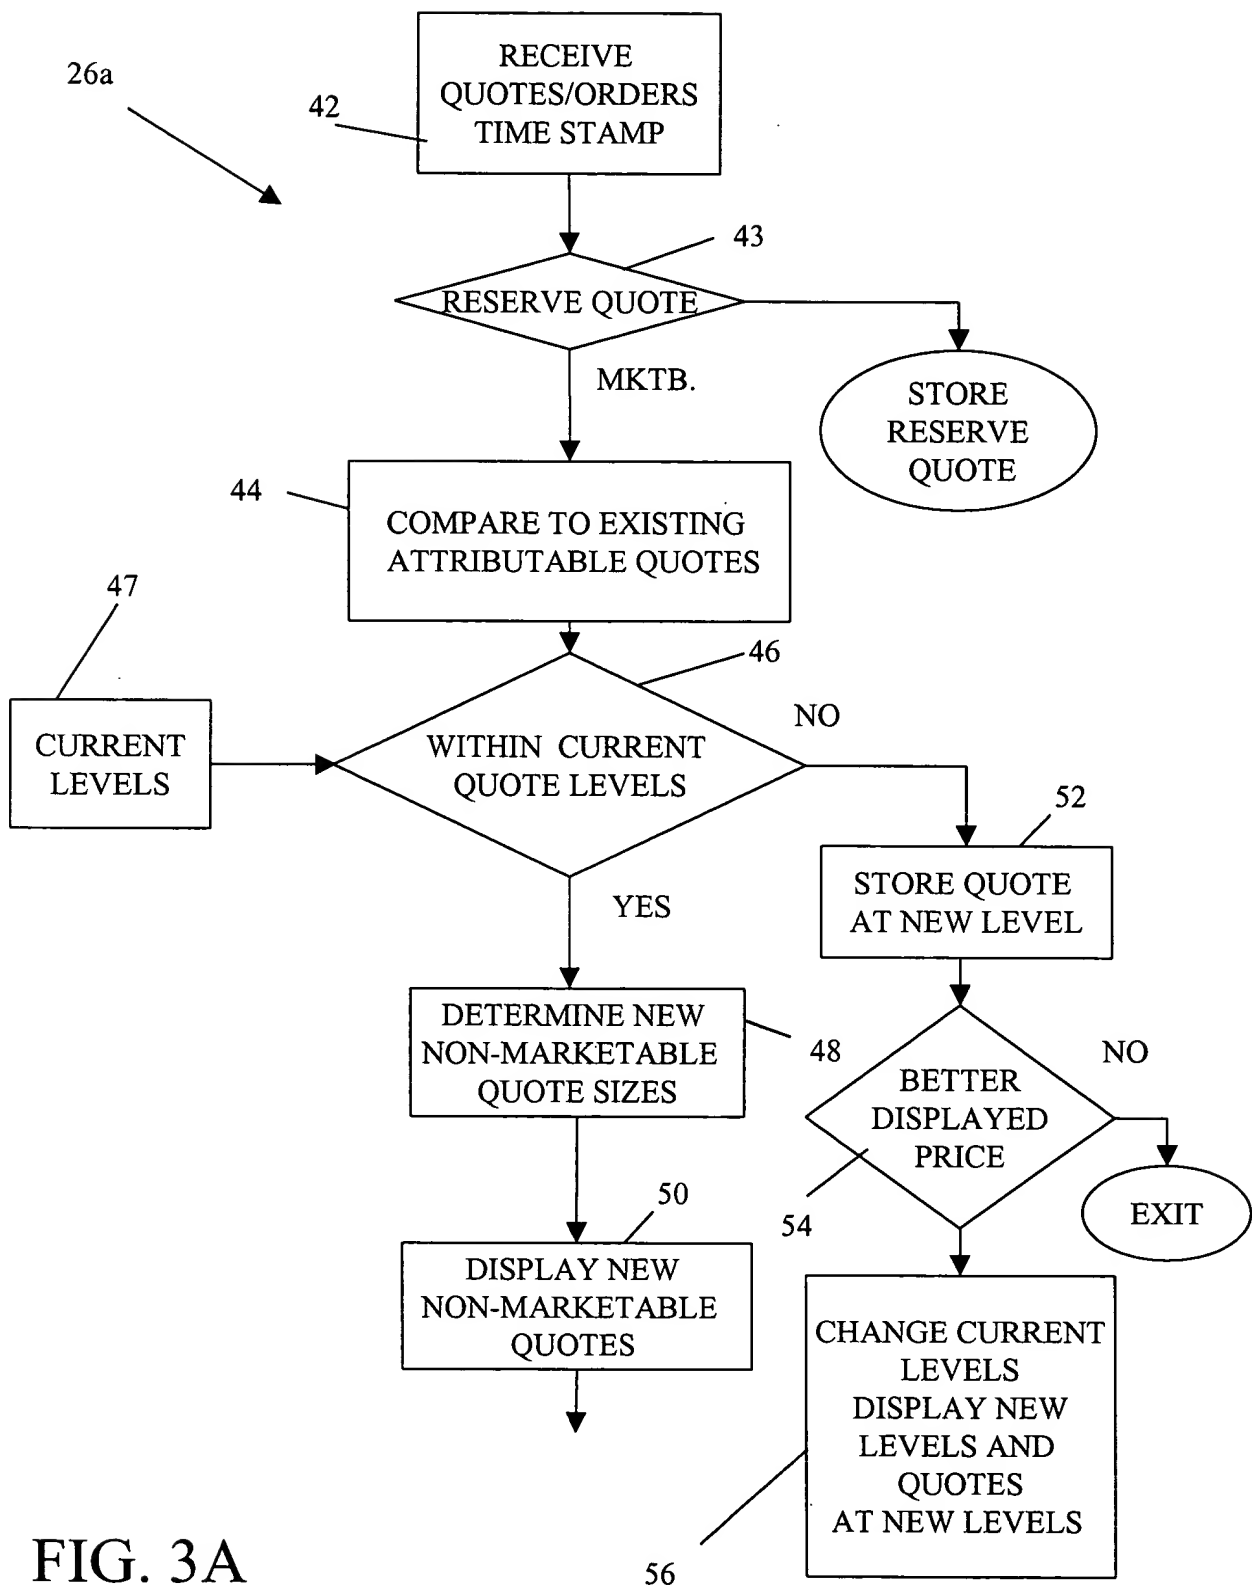 RECEIVE
QUOTES/ORDERS
TIME STAMP
26a
42
43
RESERVE QUOTE
MKTB.
STORE
RESERVE
QUOTE
44
COMPARE TO EXISTING
ATTRIBUTABLE QUOTES
47
46
CURRENT
LEVELS
WITHIN CURRENT
QUOTE LEVELS
NO
YES
52
STORE QUOTE
AT NEW LEVEL
DETERMINE NEW
NON-MARKETABLE
QUOTE SIZES
48
BETTER
DISPLAYED
PRICE
NO
54
EXIT
50
DISPLAY NEW
NON-MARKETABLE
QUOTES
CHANGE CURRENT
LEVELS
DISPLAY NEW
LEVELS AND
QUOTES
AT NEW LEVELS
56
FIG. 3A